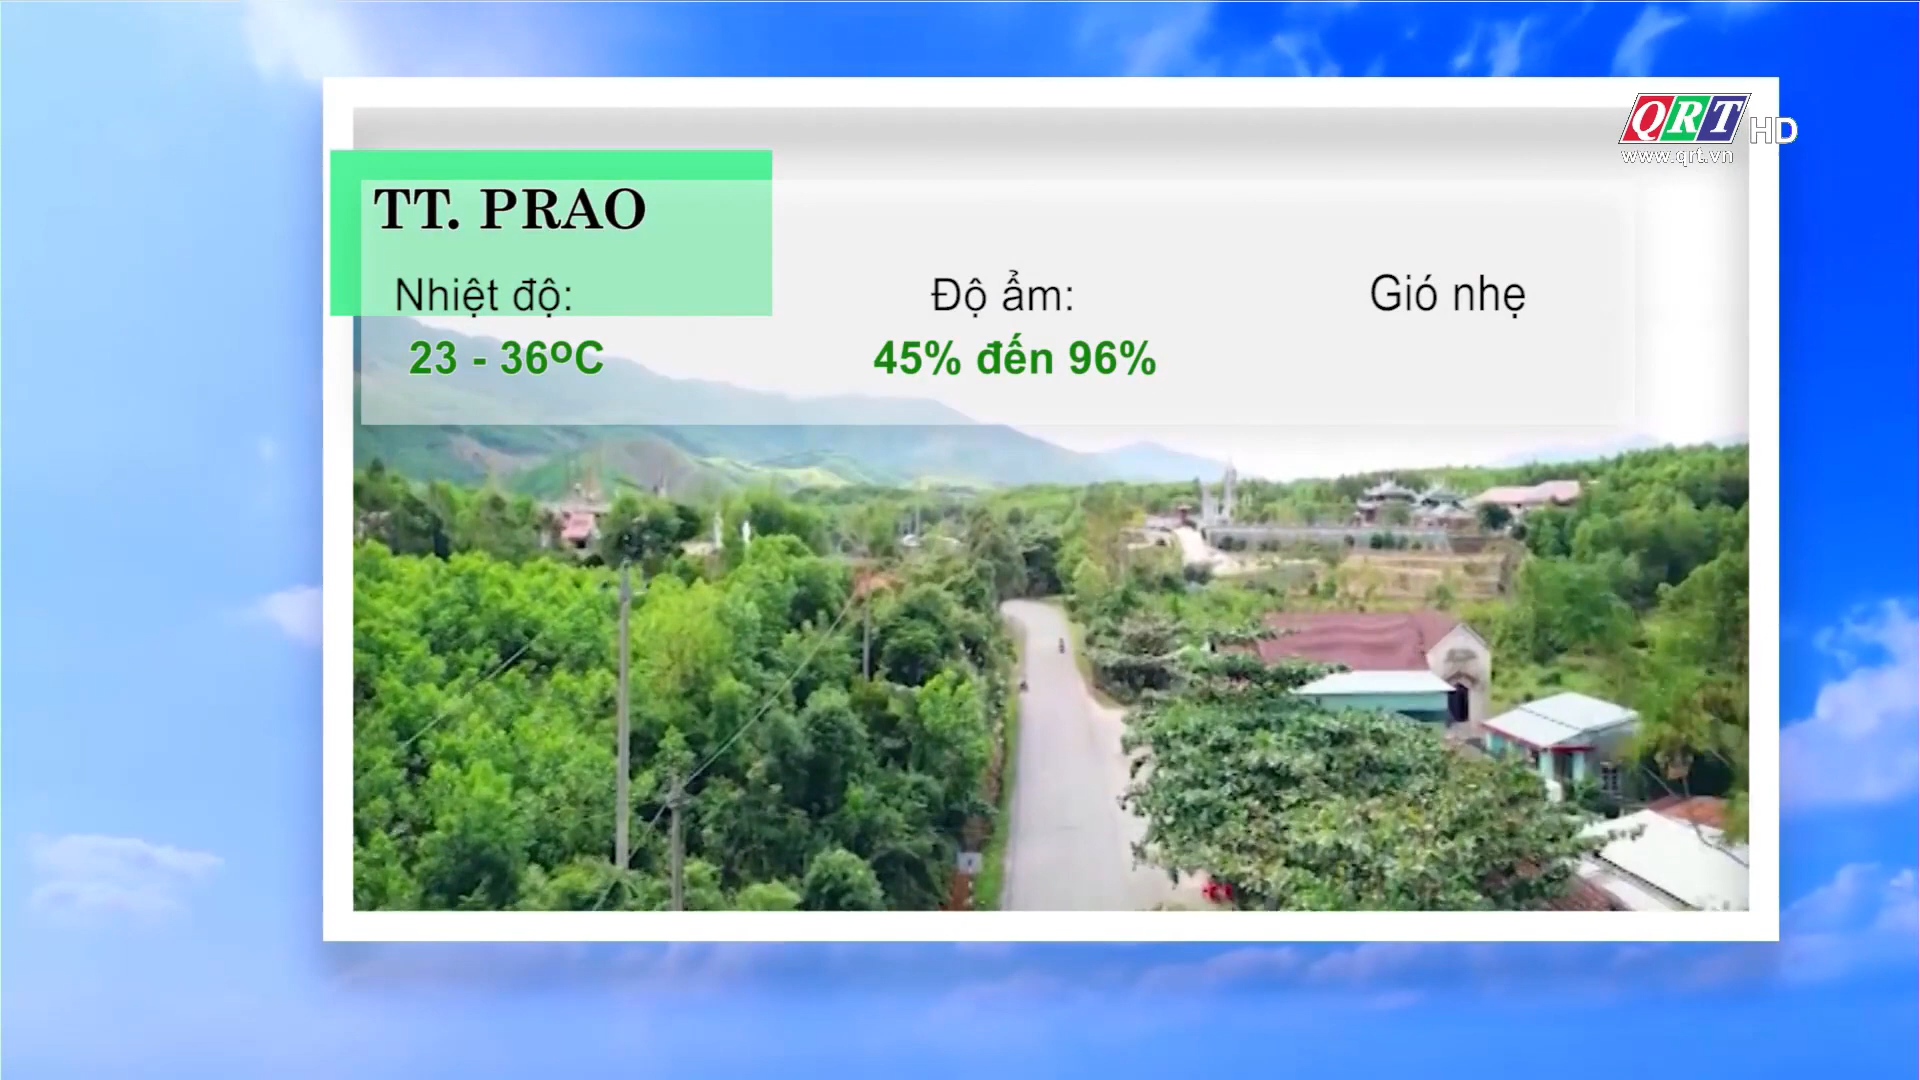 QRT HD
www.qrt.vn
TT. PRAO
Nhiệt độ:
23 - 36ºC
Độ ẩm:
45% đến 96%
Gió nhẹ